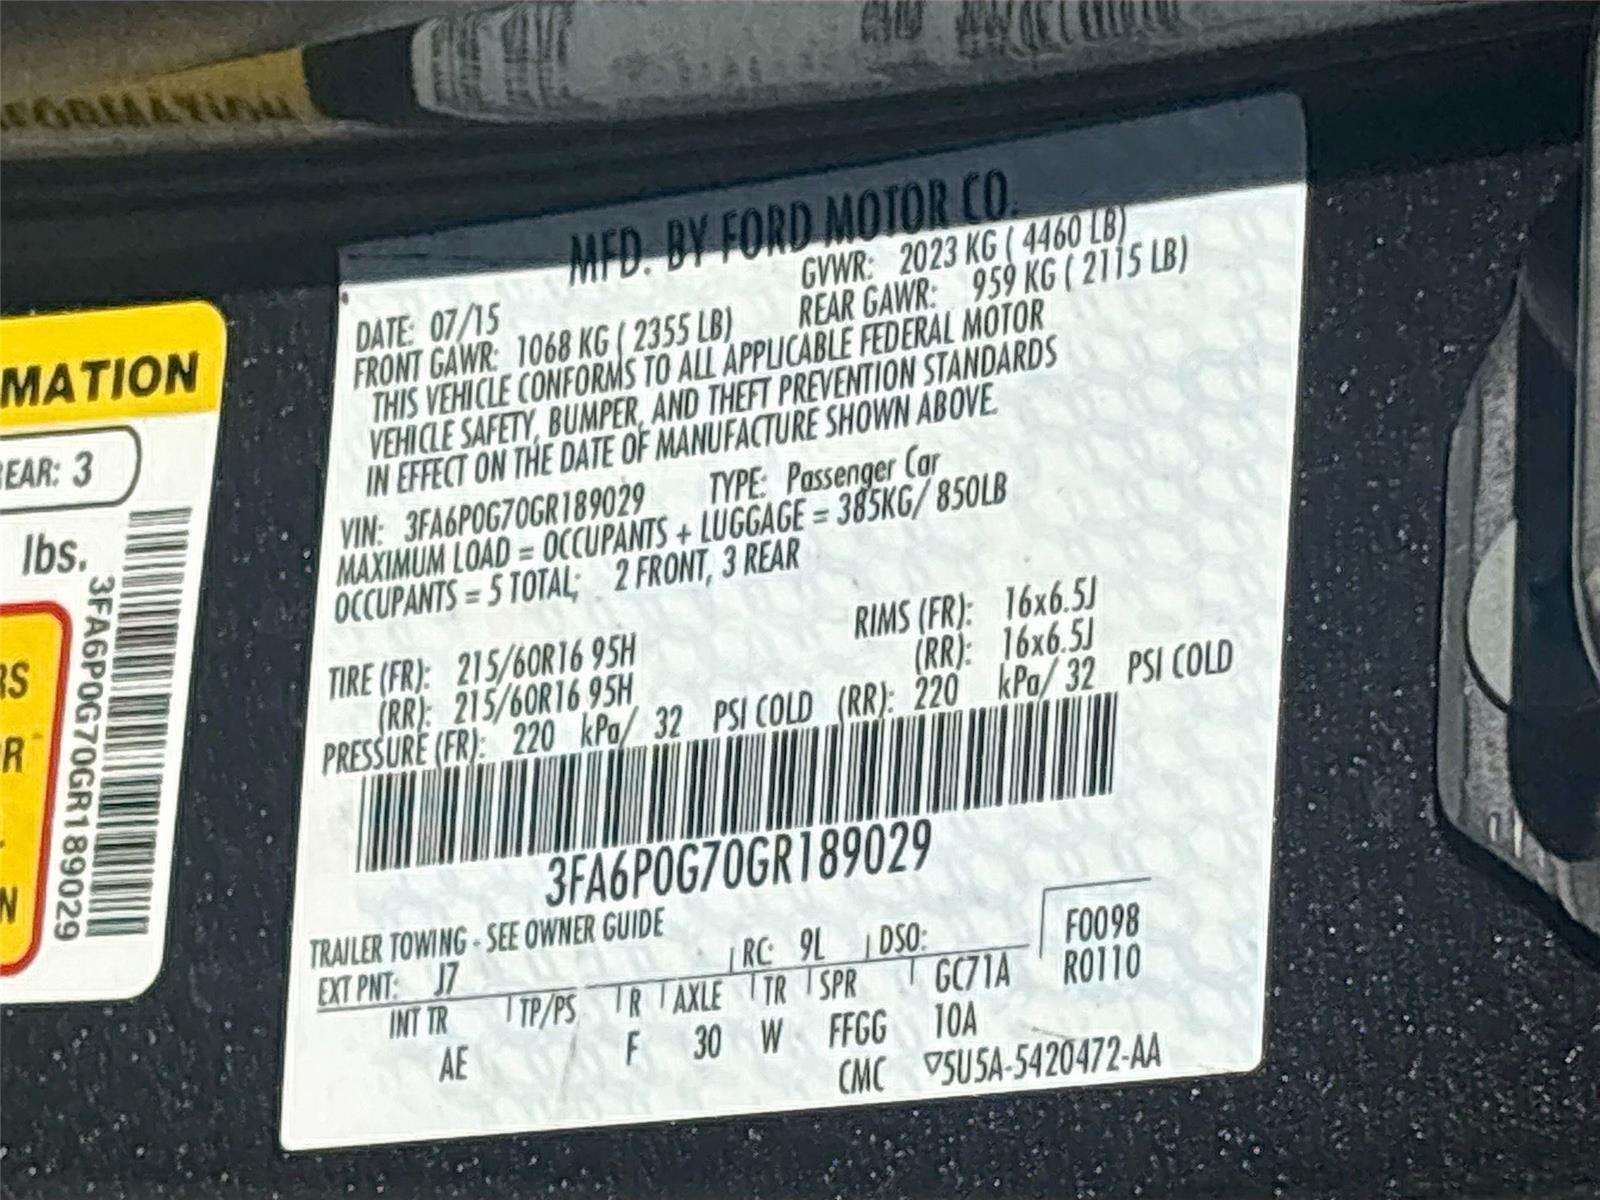 FORMATION
MATION
EAR: 3
lbs.
3FA6P0G70GR189029
RS
R
N
MFD. BY FORD MOTOR CO.
DATE: 07/15 GVWR: 2023 KG ( 4460 LB)
FRONT GAWR: 1068 KG ( 2355 LB) REAR GAWR: 959 KG ( 2115 LB)
THIS VEHICLE CONFORMS TO ALL APPLICABLE FEDERAL MOTOR
VEHICLE SAFETY, BUMPER, AND THEFT PREVENTION STANDARDS
IN EFFECT ON THE DATE OF MANUFACTURE SHOWN ABOVE.
VIN: 3FA6P0G70GR189029 TYPE: Passenger Car
MAXIMUM LOAD = OCCUPANTS + LUGGAGE = 385KG/ 850LB
OCCUPANTS = 5 TOTAL; 2 FRONT, 3 REAR
TIRE (FR): 215/60R16 95H RIMS (FR): 16x6.5J
(RR): 215/60R16 95H (RR): 16x6.5J
PRESSURE (FR): 220 kPa/ 32 PSI COLD (RR): 220 kPa/ 32 PSI COLD
3FA6P0G70GR189029
TRAILER TOWING - SEE OWNER GUIDE
EXT PNT: J7 RC: 9L DSO: F0098
INT TR TP/PS R AXLE TR SPR GC71A R0110
AE F 30 W FFGG 10A
CMC ▽5U5A-5420472-AA